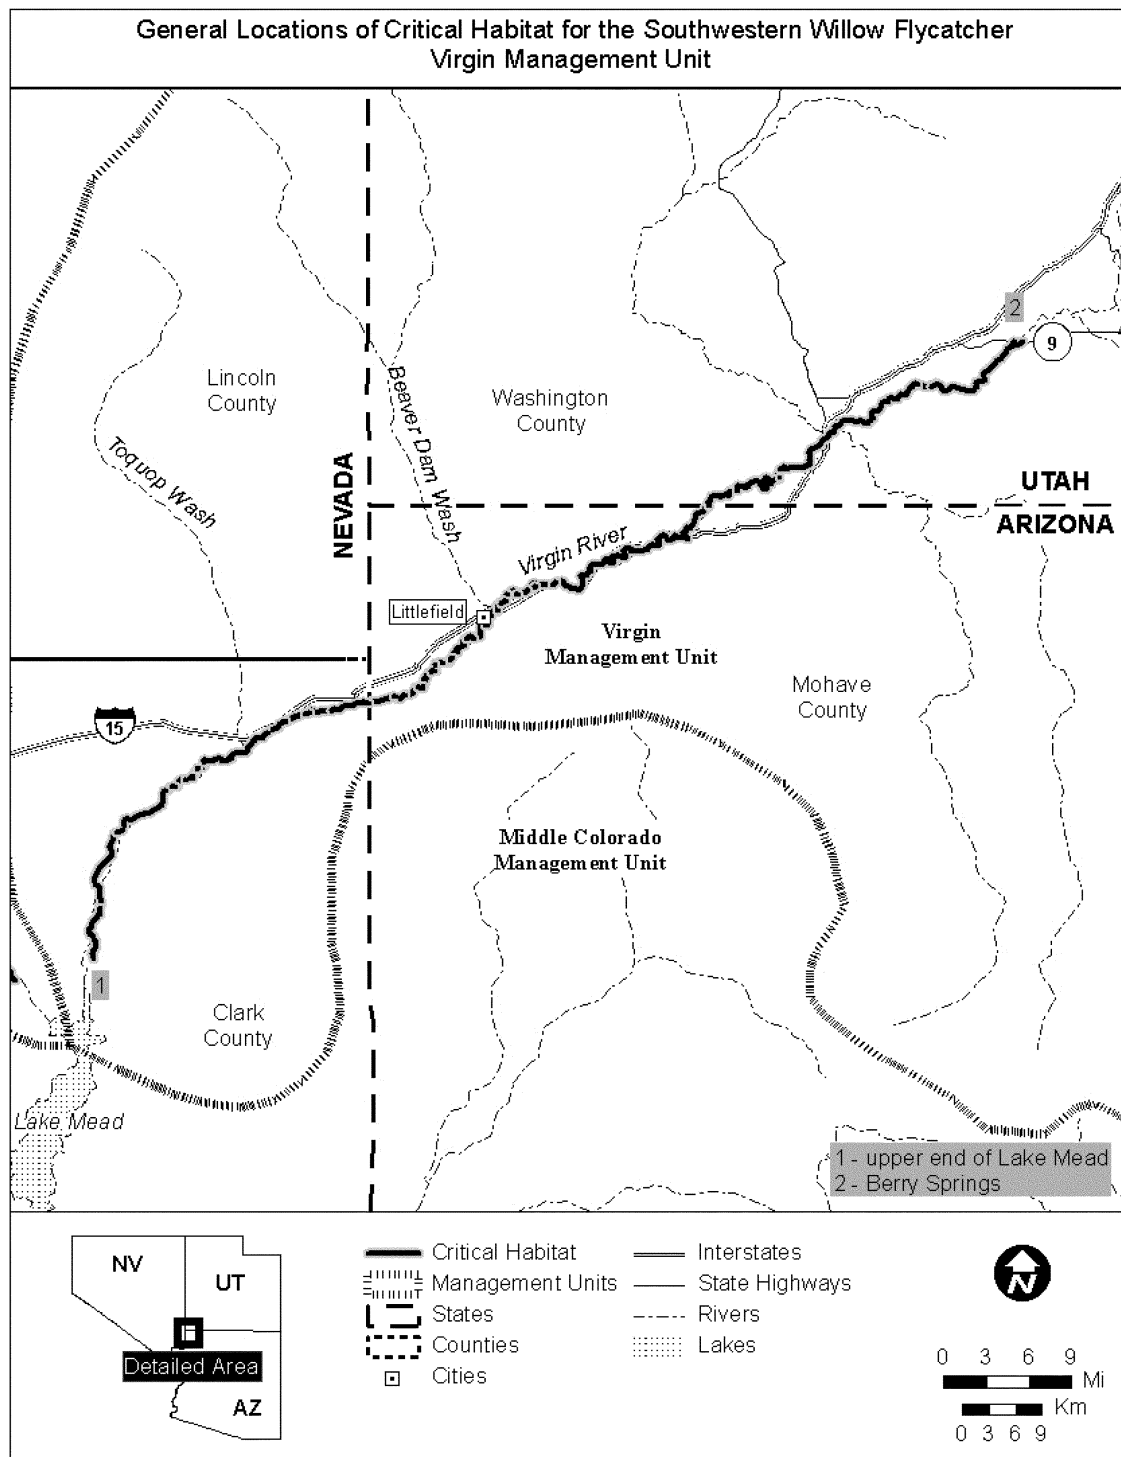 General Locations of Critical Habitat for the Southwestern Willow Flycatcher
Virgin Management Unit
2
9
Lincoln
County
Washington
County
Beaver Dam Wash
Toquop Wash
NEVADA
UTAH
ARIZONA
Virgin River
Littlefield
Virgin
Management Unit
Mohave
County
15
Middle Colorado
Management Unit
1
Clark
County
Lake Mead
1 - upper end of Lake Mead
2 - Berry Springs
NV
UT
Detailed Area
AZ
Critical Habitat
Management Units
States
Counties
Cities
Interstates
State Highways
Rivers
Lakes
N
0 3 6 9
Mi
Km
0 3 6 9